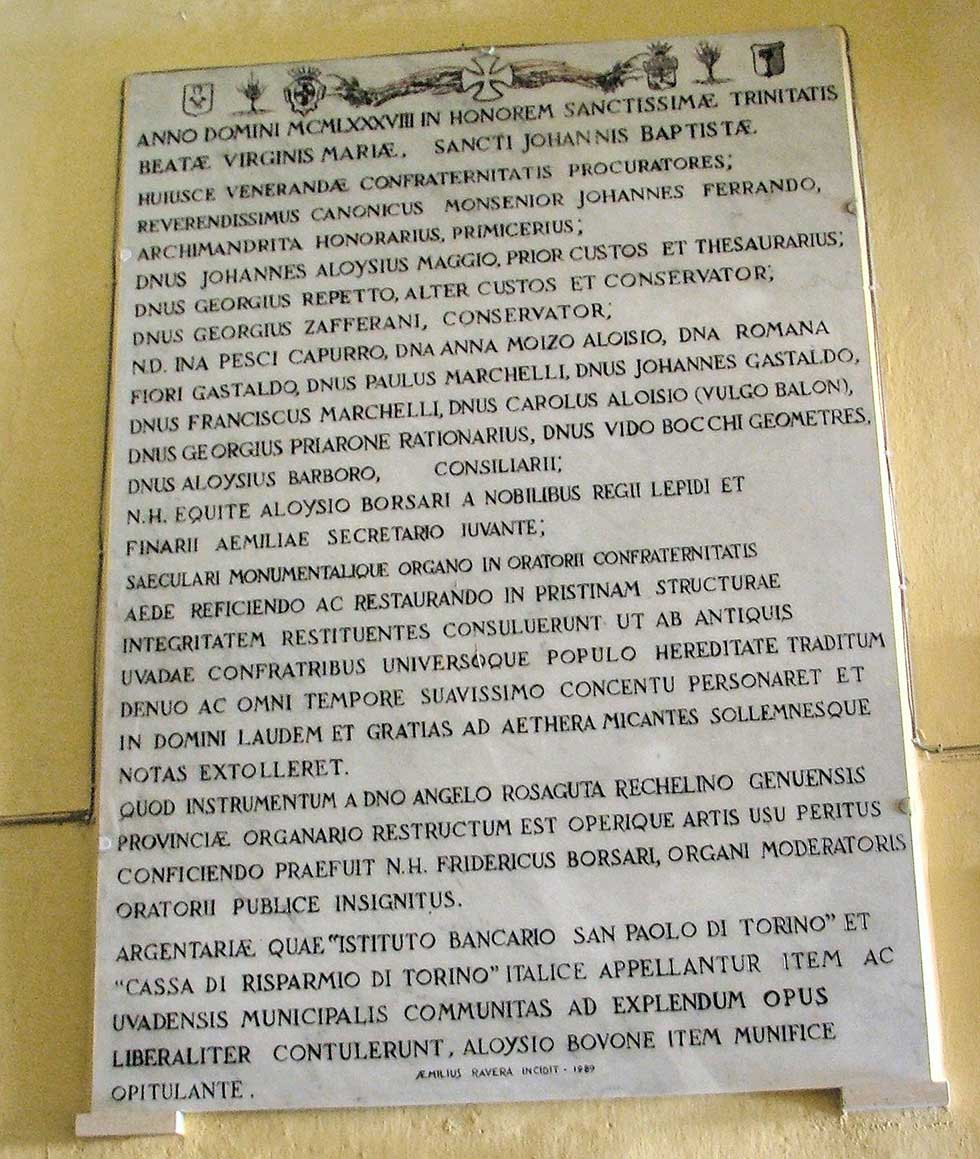 ANNO DOMINI MCMLXXXVIII IN HONOREM SANCTISSIMÆ TRINITATIS
BEATÆ VIRGINIS MARIÆ, SANCTI JOHANNIS BAPTISTÆ.
HUIUSCE VENERANDÆ CONFRATERNITATIS PROCURATORES;
REVERENDISSIMUS CANONICUS MONSENIOR JOHANNES FERRANDO,
ARCHIMANDRITA HONORARIUS, PRIMICERIUS;
DNUS JOHANNES ALOYSIUS MAGGIO, PRIOR CUSTOS ET THESAURARIUS;
DNUS GEORGIUS REPETTO, ALTER CUSTOS ET CONSERVATOR;
DNUS GEORGIUS ZAFFERANI, CONSERVATOR;
N.D. INA PESCI CAPURRO, DNA ANNA MOIZO ALOISIO, DNA ROMANA
FIORI GASTALDO, DNUS PAULUS MARCHELLI, DNUS JOHANNES GASTALDO,
DNUS FRANCISCUS MARCHELLI, DNUS CAROLUS ALOISIO (VULGO BALON),
DNUS GEORGIUS PRIARONE RATIONARIUS, DNUS VIDO BOCCHI GEOMETRES,
DNUS ALOYSIUS BARBORO, CONSILIARII;
N.H. EQUITE ALOYSIO BORSARI A NOBILIBUS REGII LEPIDI ET
FINARII AEMILIAE SECRETARIO IUVANTE;
SAECULARI MONUMENTALIQUE ORGANO IN ORATORII CONFRATERNITATIS
AEDE REFICIENDO AC RESTAURANDO IN PRISTINAM STRUCTURAE
INTEGRITATEM RESTITUENTES CONSULUERUNT UT AB ANTIQUIS
UVADAE CONFRATRIBUS UNIVERSOQUE POPULO HEREDITATE TRADITUM
DENUO AC OMNI TEMPORE SUAVISSIMO CONCENTU PERSONARET ET
IN DOMINI LAUDEM ET GRATIAS AD AETHERA MICANTES SOLLEMNESQUE
NOTAS EXTOLLERET.
QUOD INSTRUMENTUM A DNO ANGELO ROSAGUTA RECHELINO GENUENSIS
PROVINCIÆ ORGANARIO RESTRUCTUM EST OPERIQUE ARTIS USU PERITUS
CONFICIENDO PRAEFUIT N.H. FRIDERICUS BORSARI, ORGANI MODERATORIS
ORATORII PUBLICE INSIGNITUS.
ARGENTARIÆ QUAE "ISTITUTO BANCARIO SAN PAOLO DI TORINO" ET
"CASSA DI RISPARMIO DI TORINO" ITALICE APPELLANTUR ITEM AC
UVADENSIS MUNICIPALIS COMMUNITAS AD EXPLENDUM OPUS
LIBERALITER CONTULERUNT, ALOYSIO BOVONE ITEM MUNIFICE
OPITULANTE.
ÆMILIUS RAVERA INCIDIT - 1989